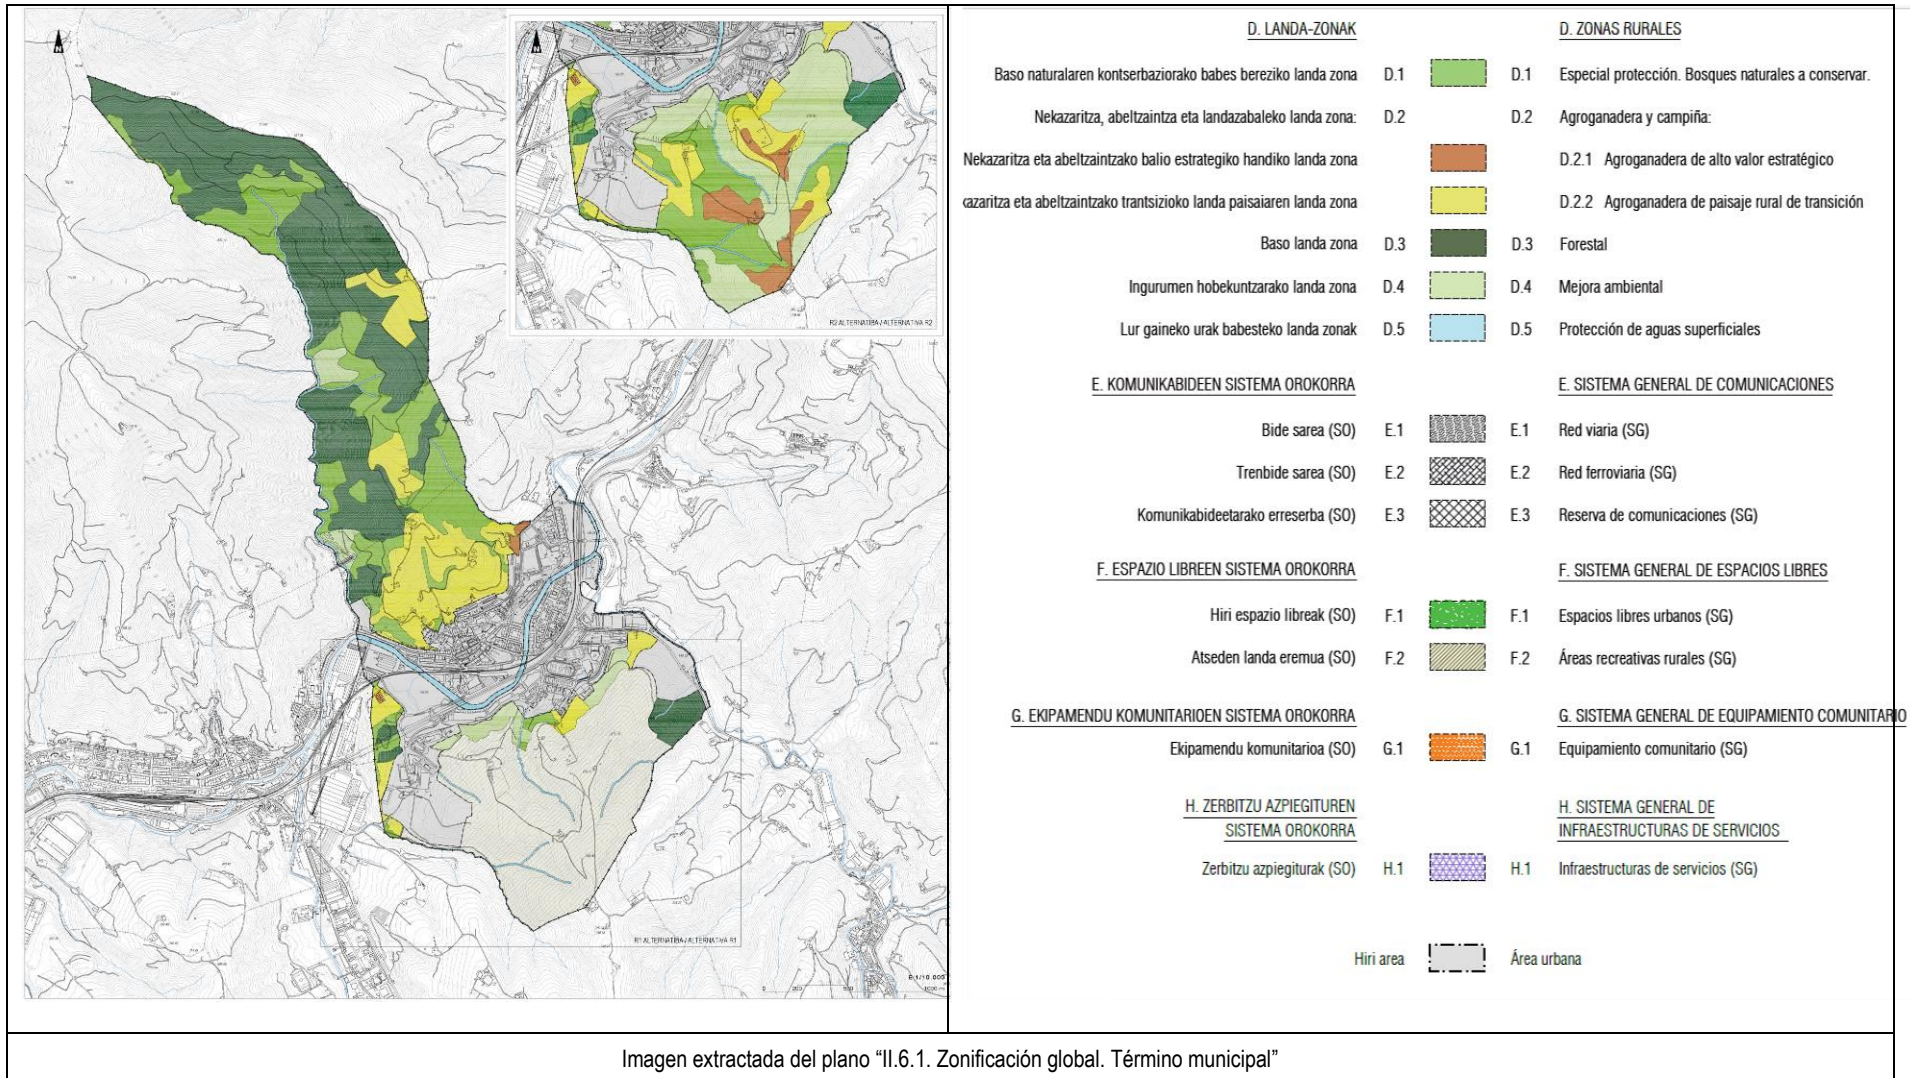 N
N
R2 ALTERNATIBA / ALTERNATIVA R2
R1 ALTERNATIBA / ALTERNATIVA R1
E:1/10.000
0 200 500 1000 m
D. LANDA-ZONAK D. ZONAS RURALES
Baso naturalaren kontserbaziorako babes bereziko landa zona D.1 D.1 Especial protección. Bosques naturales a conservar.
Nekazaritza, abeltzaintza eta landazabaleko landa zona: D.2 D.2 Agroganadera y campiña:
Nekazaritza eta abeltzaintzako balio estrategiko handiko landa zona D.2.1 Agroganadera de alto valor estratégico
kazaritza eta abeltzaintzako trantsizioko landa paisaiaren landa zona D.2.2 Agroganadera de paisaje rural de transición
Baso landa zona D.3 D.3 Forestal
Ingurumen hobekuntzarako landa zona D.4 D.4 Mejora ambiental
Lur gaineko urak babesteko landa zonak D.5 D.5 Protección de aguas superficiales
E. KOMUNIKABIDEEN SISTEMA OROKORRA E. SISTEMA GENERAL DE COMUNICACIONES
Bide sarea (SO) E.1 E.1 Red viaria (SG)
Trenbide sarea (SO) E.2 E.2 Red ferroviaria (SG)
Komunikabideetarako erreserba (SO) E.3 E.3 Reserva de comunicaciones (SG)
F. ESPAZIO LIBREEN SISTEMA OROKORRA F. SISTEMA GENERAL DE ESPACIOS LIBRES
Hiri espazio libreak (SO) F.1 F.1 Espacios libres urbanos (SG)
Atseden landa eremua (SO) F.2 F.2 Áreas recreativas rurales (SG)
G. EKIPAMENDU KOMUNITARIOEN SISTEMA OROKORRA G. SISTEMA GENERAL DE EQUIPAMIENTO COMUNITARIO
Ekipamendu komunitarioa (SO) G.1 G.1 Equipamiento comunitario (SG)
H. ZERBITZU AZPIEGITUREN H. SISTEMA GENERAL DE
SISTEMA OROKORRA INFRAESTRUCTURAS DE SERVICIOS
Zerbitzu azpiegiturak (SO) H.1 H.1 Infraestructuras de servicios (SG)
Hiri area Área urbana
Imagen extractada del plano “II.6.1. Zonificación global. Término municipal”